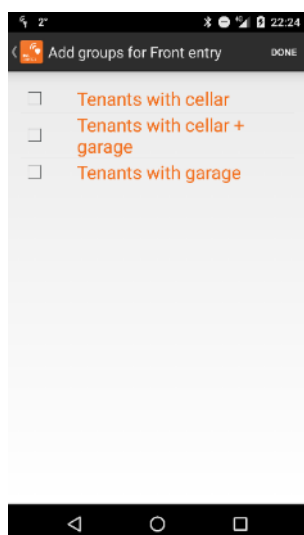 2° 22:24
Add groups for Front entry DONE
Tenants with cellar
Tenants with cellar +
garage
Tenants with garage